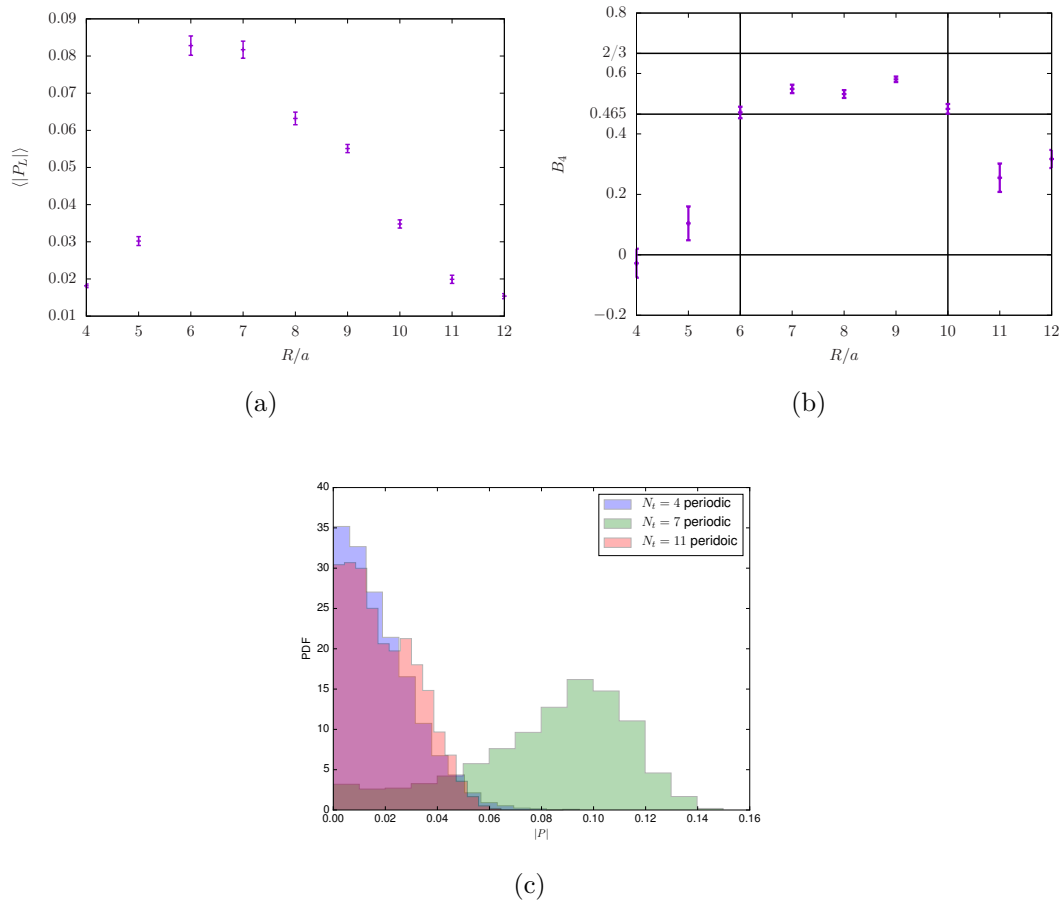 0.09
0.08
0.07
0.06
0.05
0.04
0.03
0.02
0.01
⟨|P_L|⟩
4 5 6 7 8 9 10 11 12
R/a
(a)
0.8
2/3
0.6
0.465
0.4
0.2
0
−0.2
B_4
4 5 6 7 8 9 10 11 12
R/a
(b)
40
35
30
25
20
15
10
5
0
PDF
N_t = 4 periodic
N_t = 7 periodic
N_t = 11 peridoic
0.00 0.02 0.04 0.06 0.08 0.10 0.12 0.14 0.16
|P|
(c)